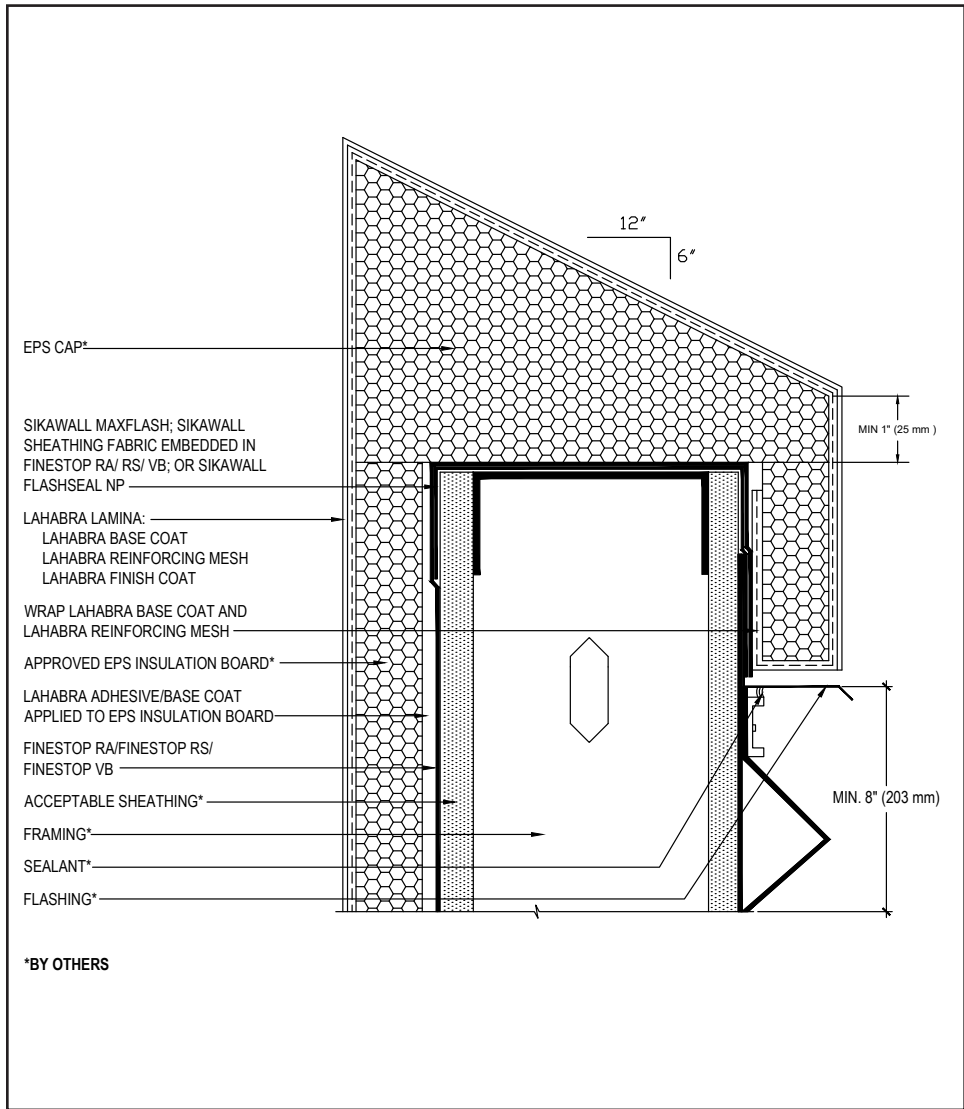 12"
6"
EPS CAP*
MIN 1" (25 mm )
SIKAWALL MAXFLASH; SIKAWALL
SHEATHING FABRIC EMBEDDED IN
FINESTOP RA/ RS/ VB; OR SIKAWALL
FLASHSEAL NP
LAHABRA LAMINA:
LAHABRA BASE COAT
LAHABRA REINFORCING MESH
LAHABRA FINISH COAT
WRAP LAHABRA BASE COAT AND
LAHABRA REINFORCING MESH
APPROVED EPS INSULATION BOARD*
LAHABRA ADHESIVE/BASE COAT
APPLIED TO EPS INSULATION BOARD
FINESTOP RA/FINESTOP RS/
FINESTOP VB
ACCEPTABLE SHEATHING*
MIN. 8" (203 mm)
FRAMING*
SEALANT*
FLASHING*
*BY OTHERS